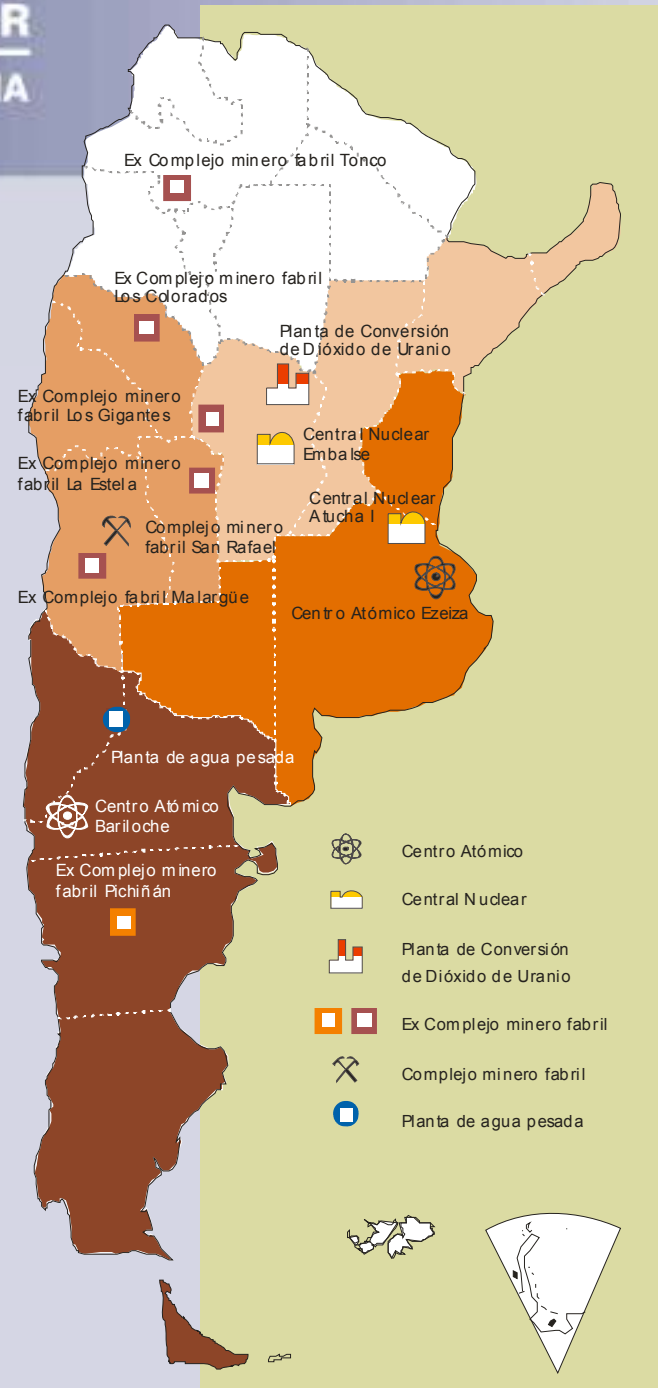 R
IA
Ex Complejo minero fabril Tonco
Ex Complejo minero fabril
Los Colorados
Planta de Conversión
de Dióxido de Uranio
Ex Complejo minero
fabril Los Gigantes
Central Nuclear
Embalse
Ex Complejo minero
fabril La Estela
Central Nuclear
Atucha I
Complejo minero
fabril San Rafael
Ex Complejo fabril Malargüe
Centro Atómico Ezeiza
Planta de agua pesada
Centro Atómico
Bariloche
Ex Complejo minero
fabril Pichiñán
Centro Atómico
Central Nuclear
Planta de Conversión
de Dióxido de Uranio
Ex Complejo minero fabril
Complejo minero fabril
Planta de agua pesada